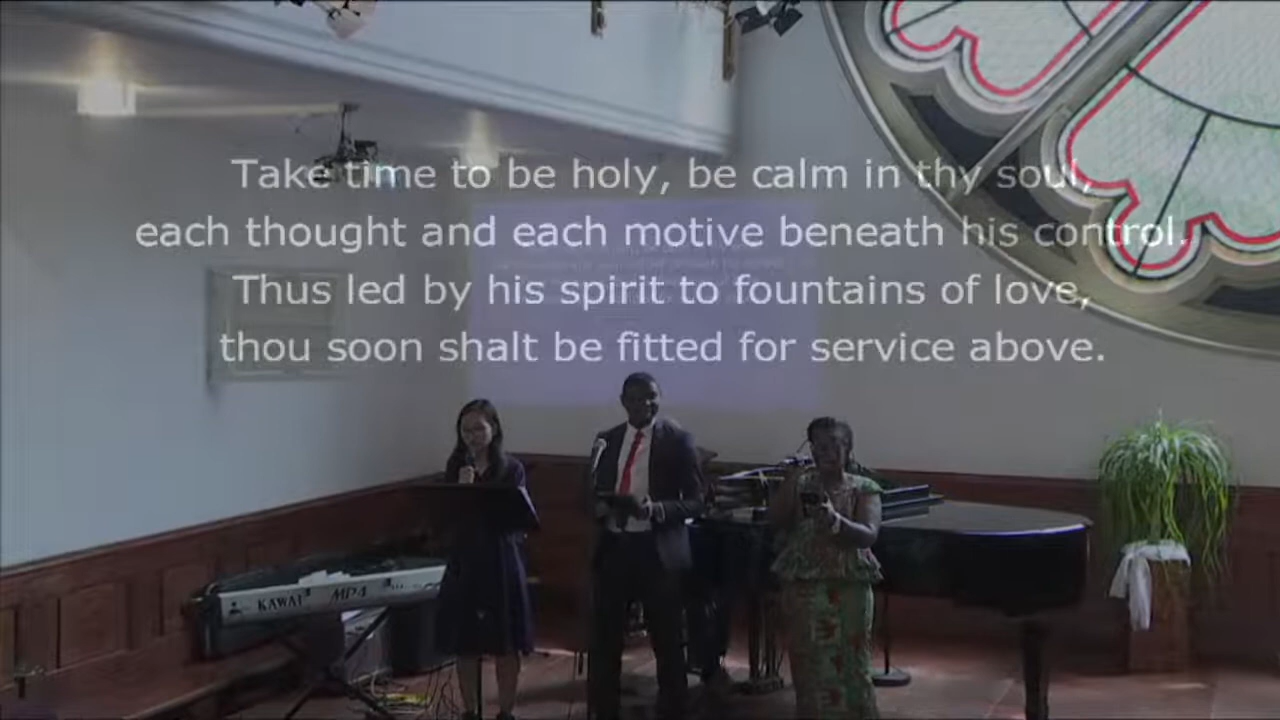 Take time to be holy, be calm in thy soul,
each thought and each motive beneath his control.
Thus led by his spirit to fountains of love,
thou soon shalt be fitted for service above.
KAWAI MP4